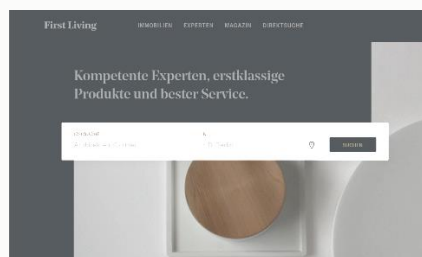 First Living
IMMOBILIEN EXPERTEN MAGAZIN DIREKTSUCHE
Kompetente Experten, erstklassige
Produkte und bester Service.
SUCHEN